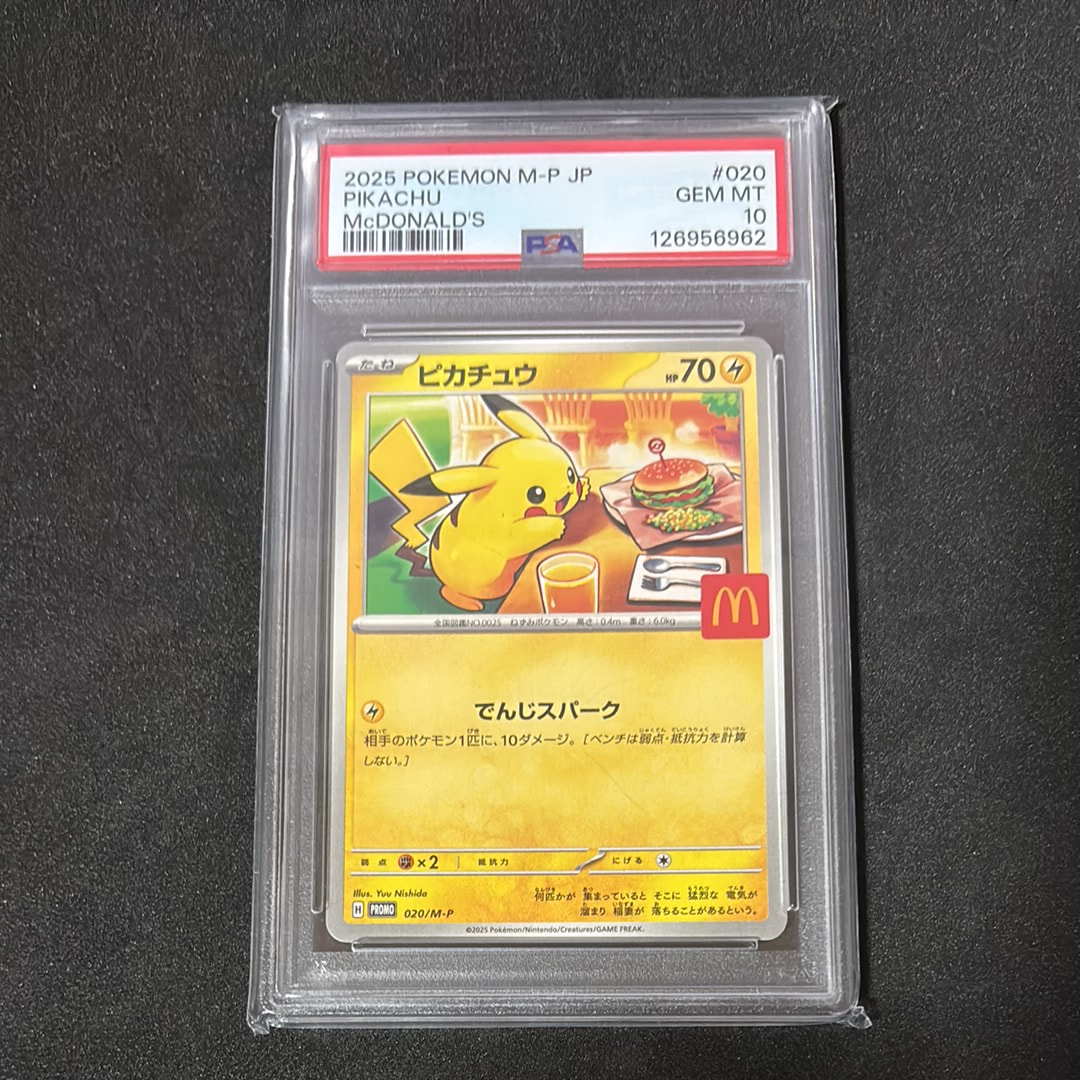 2025 POKEMON M-P JP #020
PIKACHU GEM MT
McDONALD'S 10
PSA 126956962
たね ピカチュウ HP70
M
全国図鑑NO.0025 ねずみポケモン 高さ:0.4m 重さ:6.0kg
でんじスパーク
相手のポケモン1匹に、10ダメージ。[ベンチは弱点・抵抗力を計算
しない。]
弱点 ×2 抵抗力 にげる
Illus. Yuu Nishida
何匹かが 集まっていると そこに 猛烈な 電気が
溜まり 稲妻が 落ちることがあるという。
H PROMO 020/M-P
©2025 Pokémon/Nintendo/Creatures/GAME FREAK.